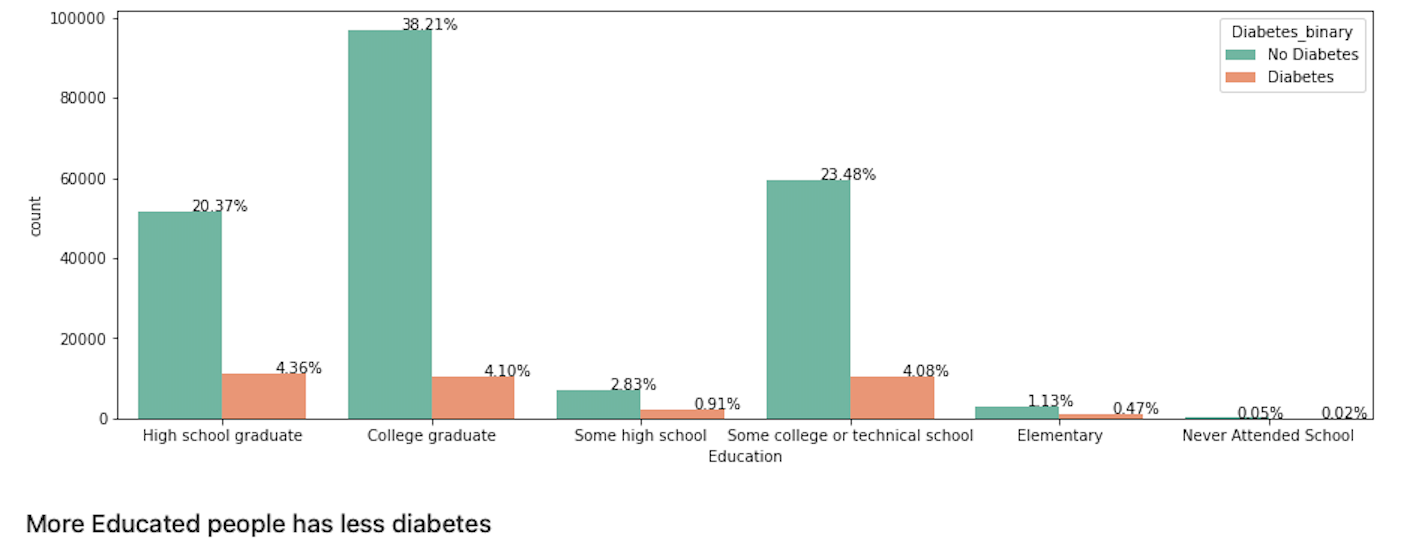 100000
80000
60000
40000
20000
0
count
38.21%
23.48%
20.37%
4.36%
4.10%
2.83%
0.91%
4.08%
1.13%
0.47%
0.05%
0.02%
Diabetes_binary
No Diabetes
Diabetes
High school graduate
College graduate
Some high school
Some college or technical school
Elementary
Never Attended School
Education
More Educated people has less diabetes